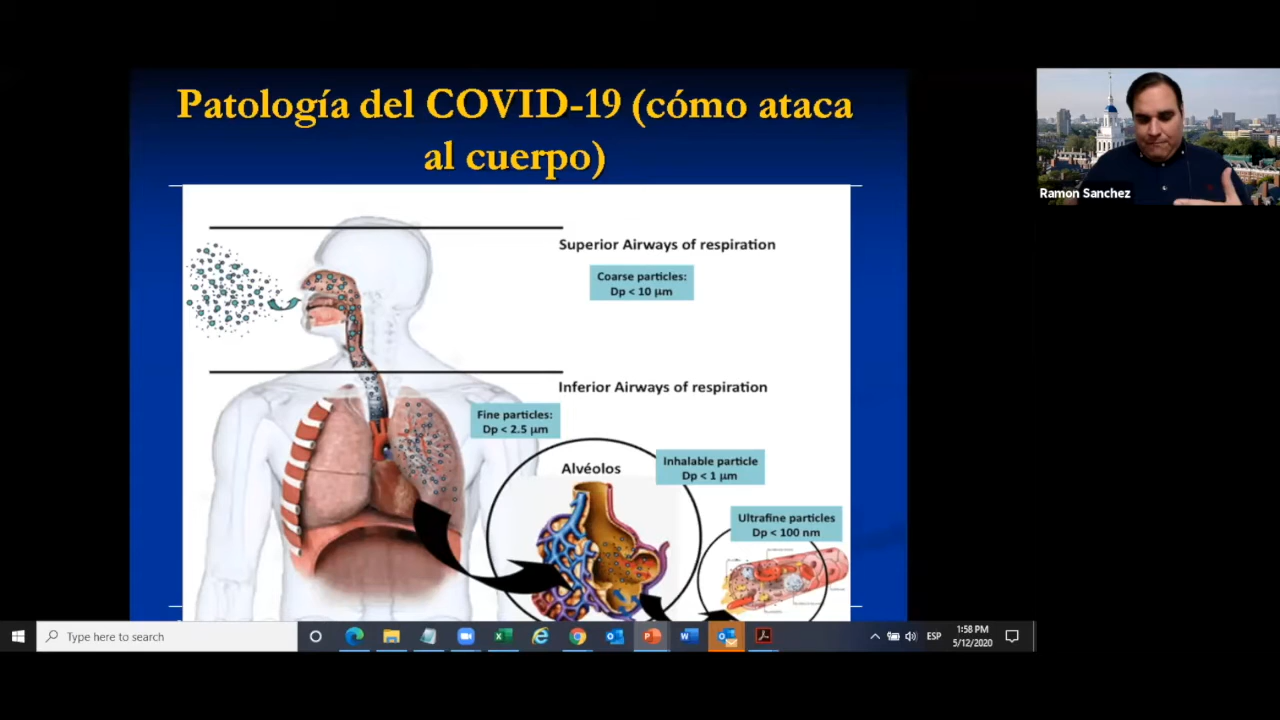 Patología del COVID-19 (cómo ataca
al cuerpo)
Ramon Sanchez
Superior Airways of respiration
Coarse particles:
Dp < 10 µm
Inferior Airways of respiration
Fine particles:
Dp < 2.5 µm
Alvéolos
Inhalable particle
Dp < 1 µm
Ultrafine particles
Dp < 100 nm
Type here to search
ESP
1:58 PM
5/12/2020